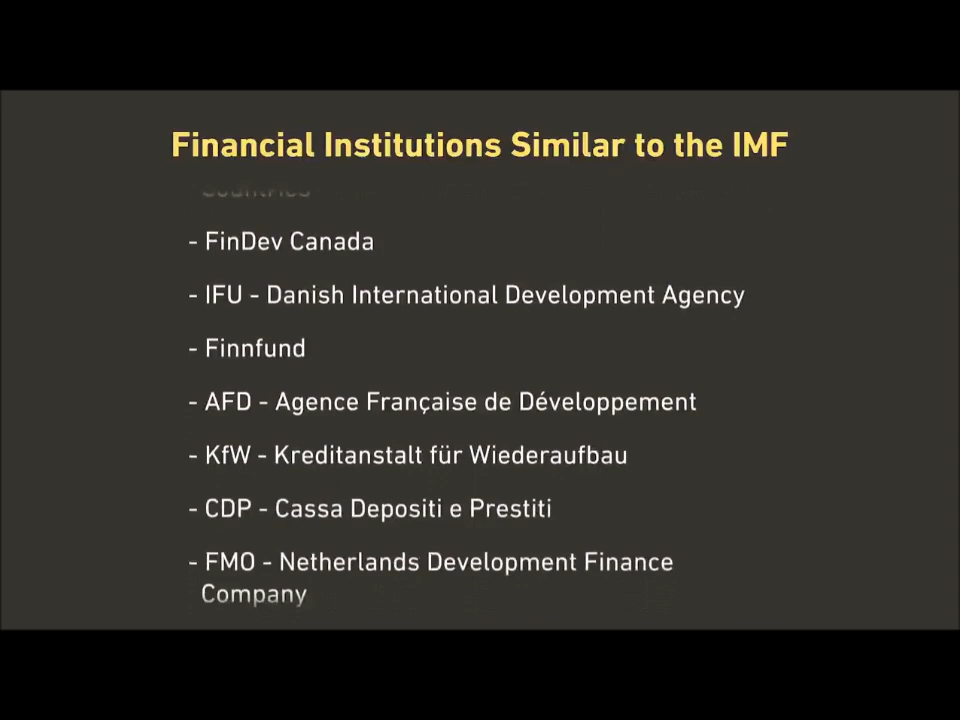 Financial Institutions Similar to the IMF
Countries
- FinDev Canada
- IFU - Danish International Development Agency
- Finnfund
- AFD - Agence Française de Développement
- KfW - Kreditanstalt für Wiederaufbau
- CDP - Cassa Depositi e Prestiti
- FMO - Netherlands Development Finance
Company